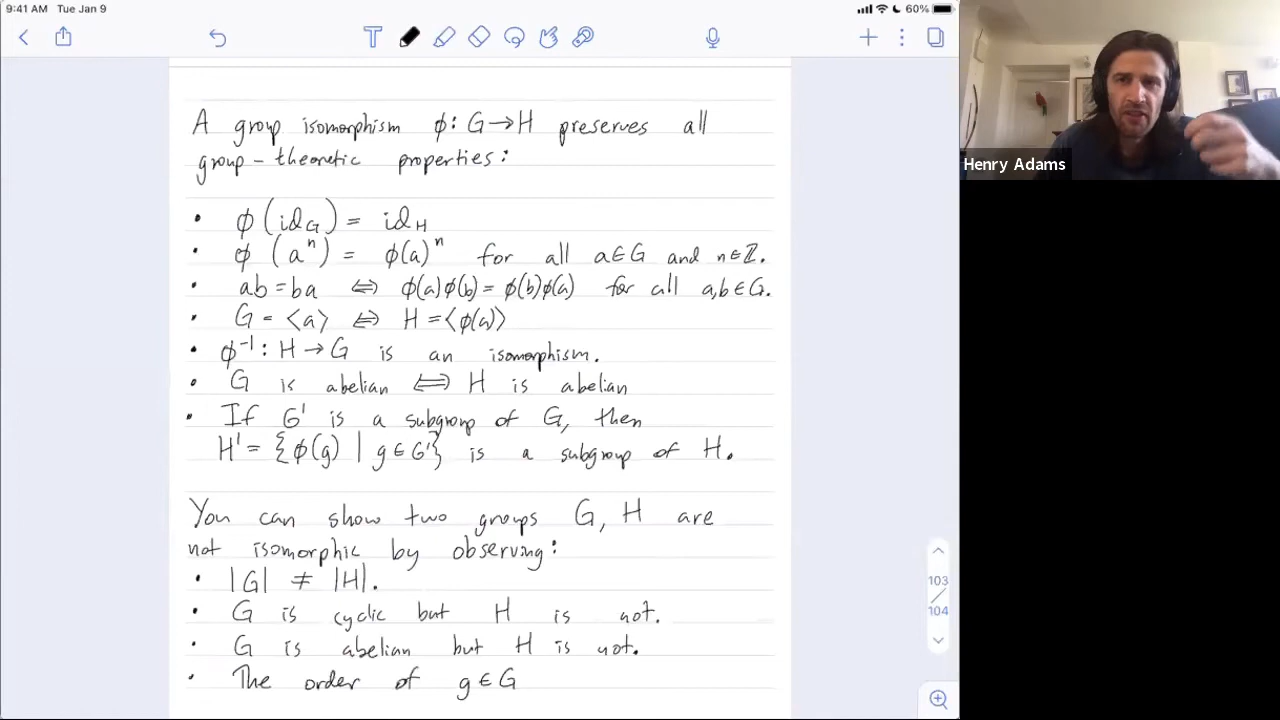 9:41 AM Tue Jan 9
60%
A group isomorphism ϕ: G→H preserves all
group-theoretic properties:
• ϕ(id_G) = id_H
• ϕ(aⁿ) = ϕ(a)ⁿ for all a∈G and n∈ℤ.
• ab = ba ⇔ ϕ(a)ϕ(b) = ϕ(b)ϕ(a) for all a,b∈G.
• G = <a> ⇔ H = <ϕ(a)>
• ϕ⁻¹: H→G is an isomorphism.
• G is abelian ⇔ H is abelian
• If G' is a subgroup of G, then
H' = {ϕ(g) | g∈G'} is a subgroup of H.
You can show two groups G, H are
not isomorphic by observing:
• |G| ≠ |H|.
• G is cyclic but H is not.
• G is abelian but H is not.
• The order of g∈G
103
/
104
Henry Adams